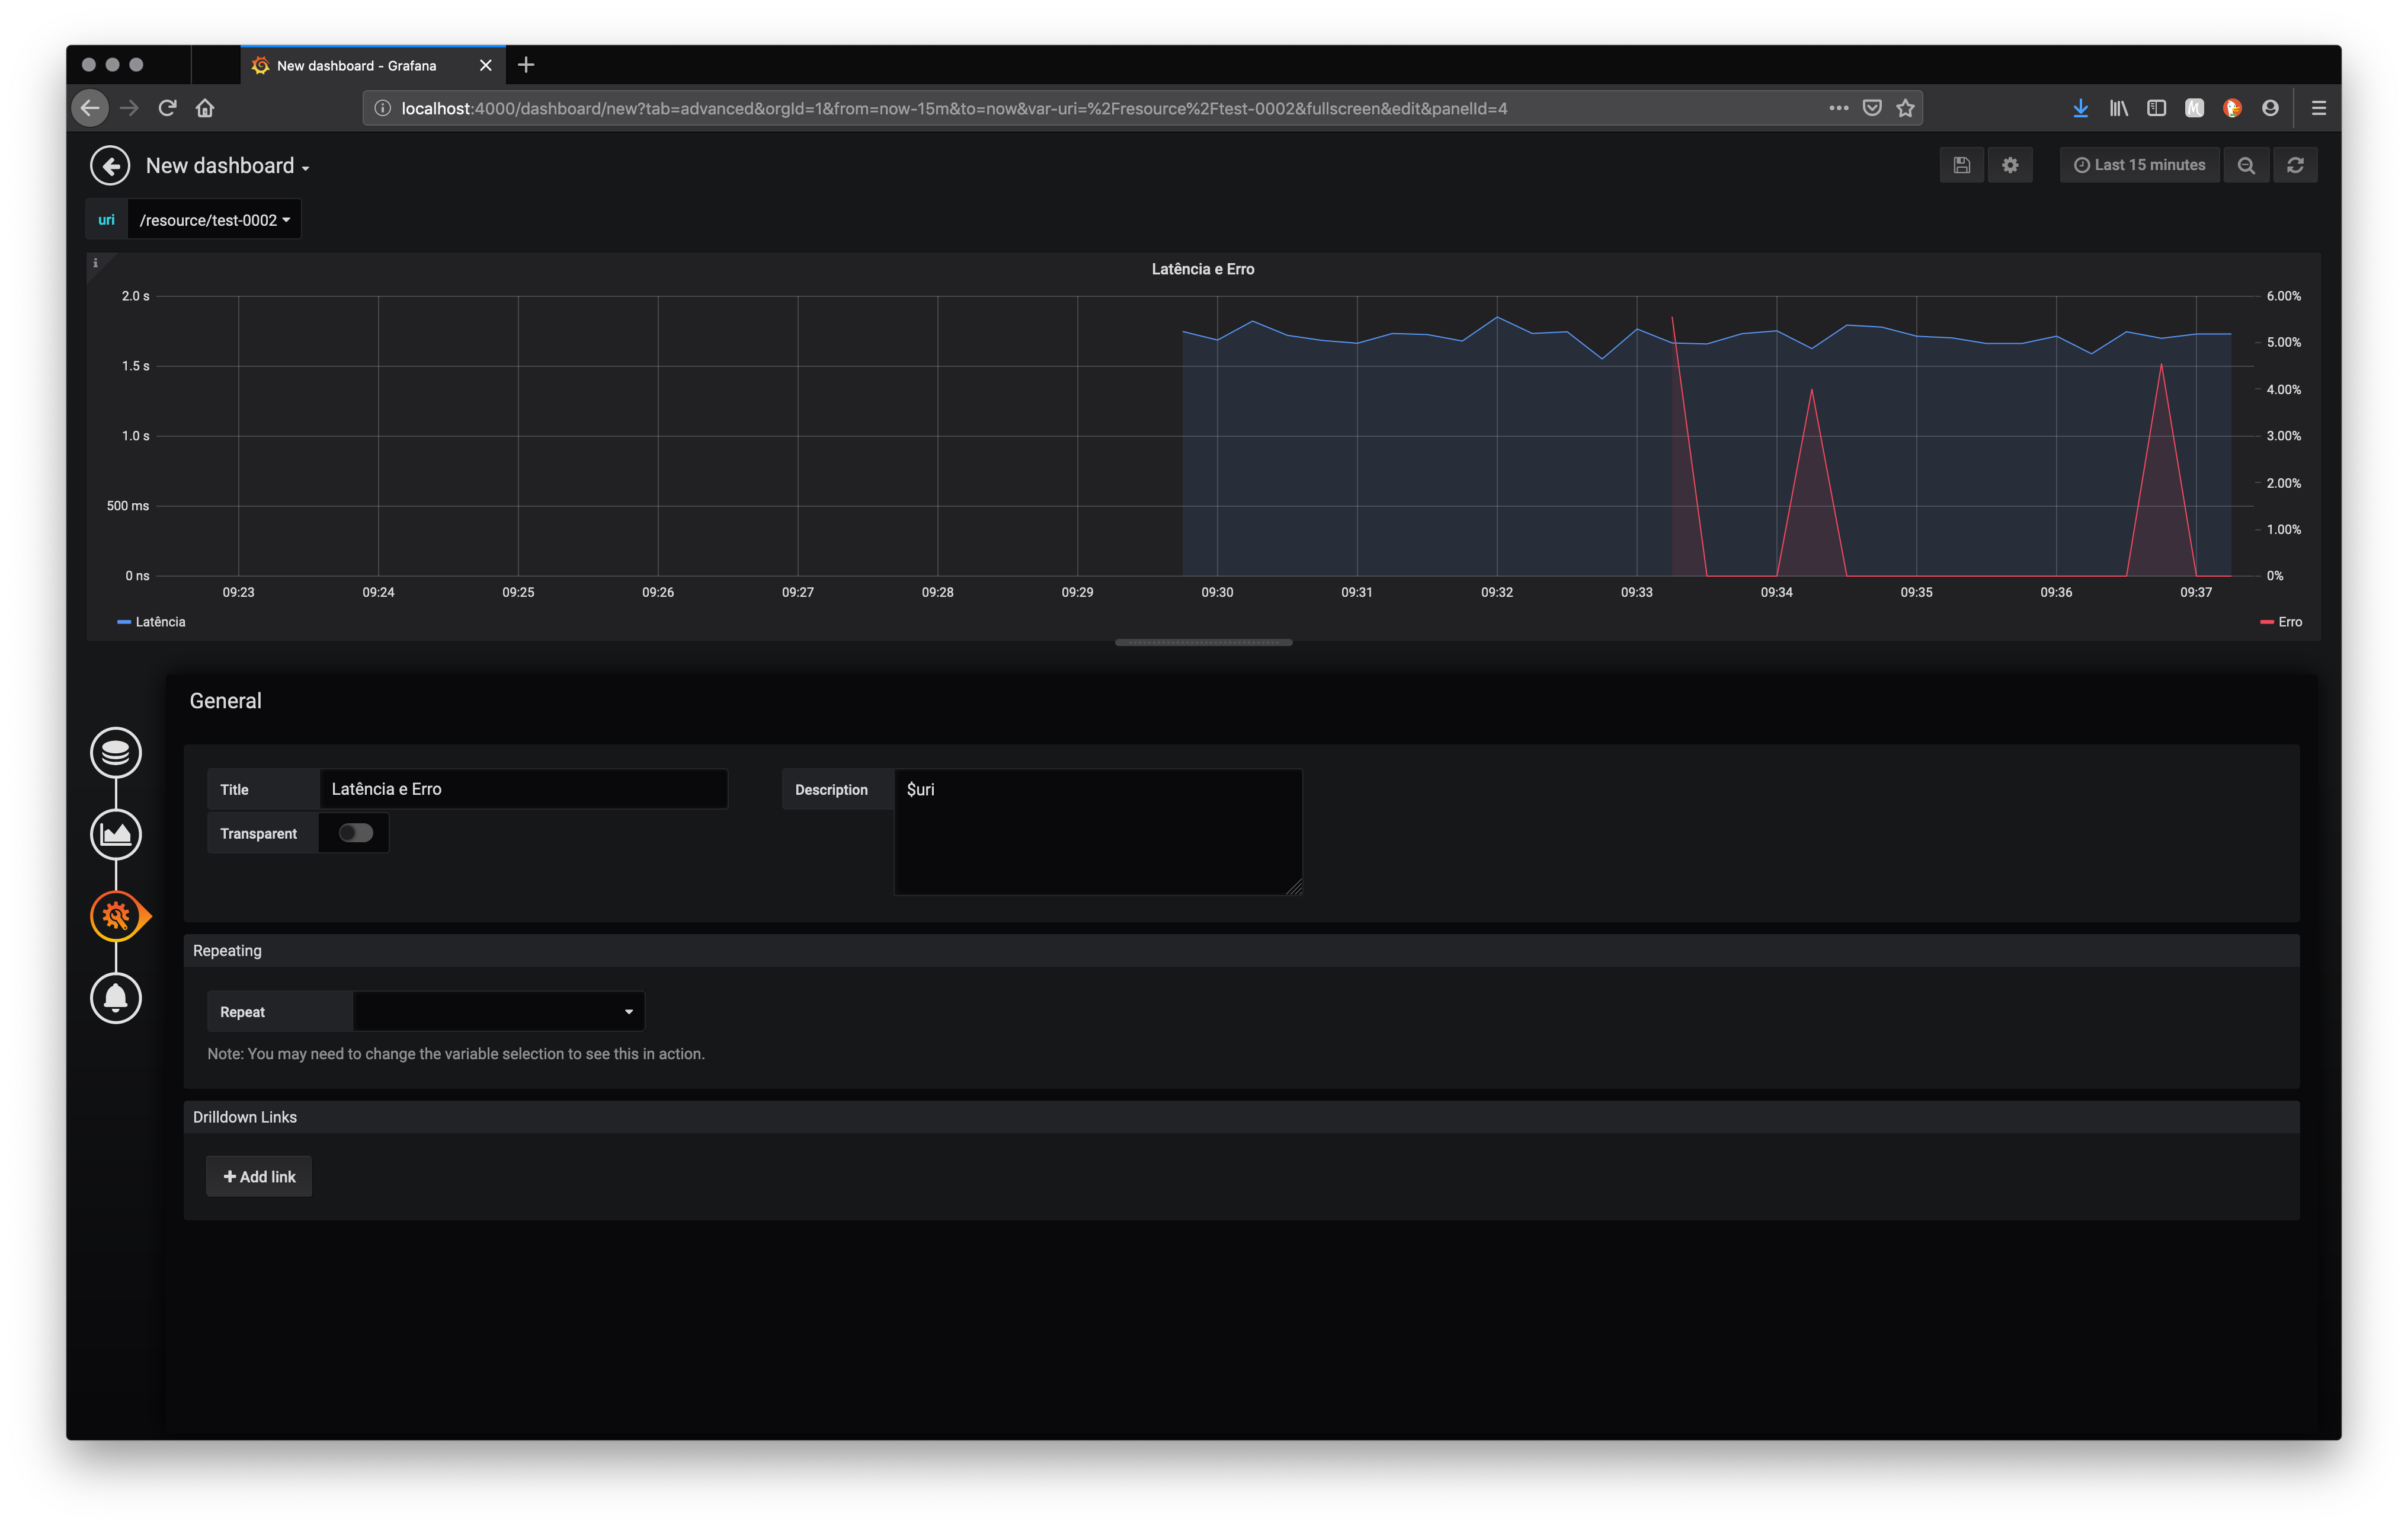 New dashboard - Grafana
localhost:4000/dashboard/new?tab=advanced&orgId=1&from=now-15m&to=now&var-uri=%2Fresource%2Ftest-0002&fullscreen&edit&panelId=4
New dashboard
Last 15 minutes
uri /resource/test-0002
Latência e Erro
2.0 s
1.5 s
1.0 s
500 ms
0 ns
6.00%
5.00%
4.00%
3.00%
2.00%
1.00%
0%
09:23 09:24 09:25 09:26 09:27 09:28 09:29 09:30 09:31 09:32 09:33 09:34 09:35 09:36 09:37
Latência Erro
General
Title Latência e Erro
Description $uri
Transparent
Repeating
Repeat
Note: You may need to change the variable selection to see this in action.
Drilldown Links
+ Add link